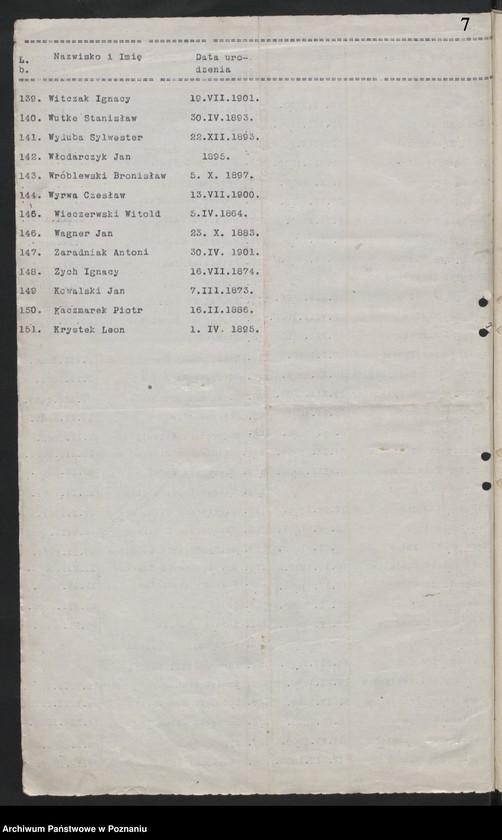 7
L. Nazwisko i Imię Data uro-
b. dzenia
139. Witczak Ignacy 19.VII.1901.
140. Wutke Stanisław 30.IV.1893.
141. Wyduba Sylwester 22.XII.1893.
142. Włodarczyk Jan 1895.
143. Wróblewski Bronisław 5. X. 1897.
144. Wyrwa Czesław 13.VII.1900.
145. Wieczerwski Witold 5.IV.1864.
146. Wagner Jan 23. X. 1883.
147. Zaradniak Antoni 30.IV. 1901.
148. Zych Ignacy 16.VII.1874.
149 Kowalski Jan 7.III.1873.
150. Kaczmarek Piotr 16.II.1886.
151. Krystek Leon 1. IV. 1895.
Archiwum Państwowe w Poznaniu